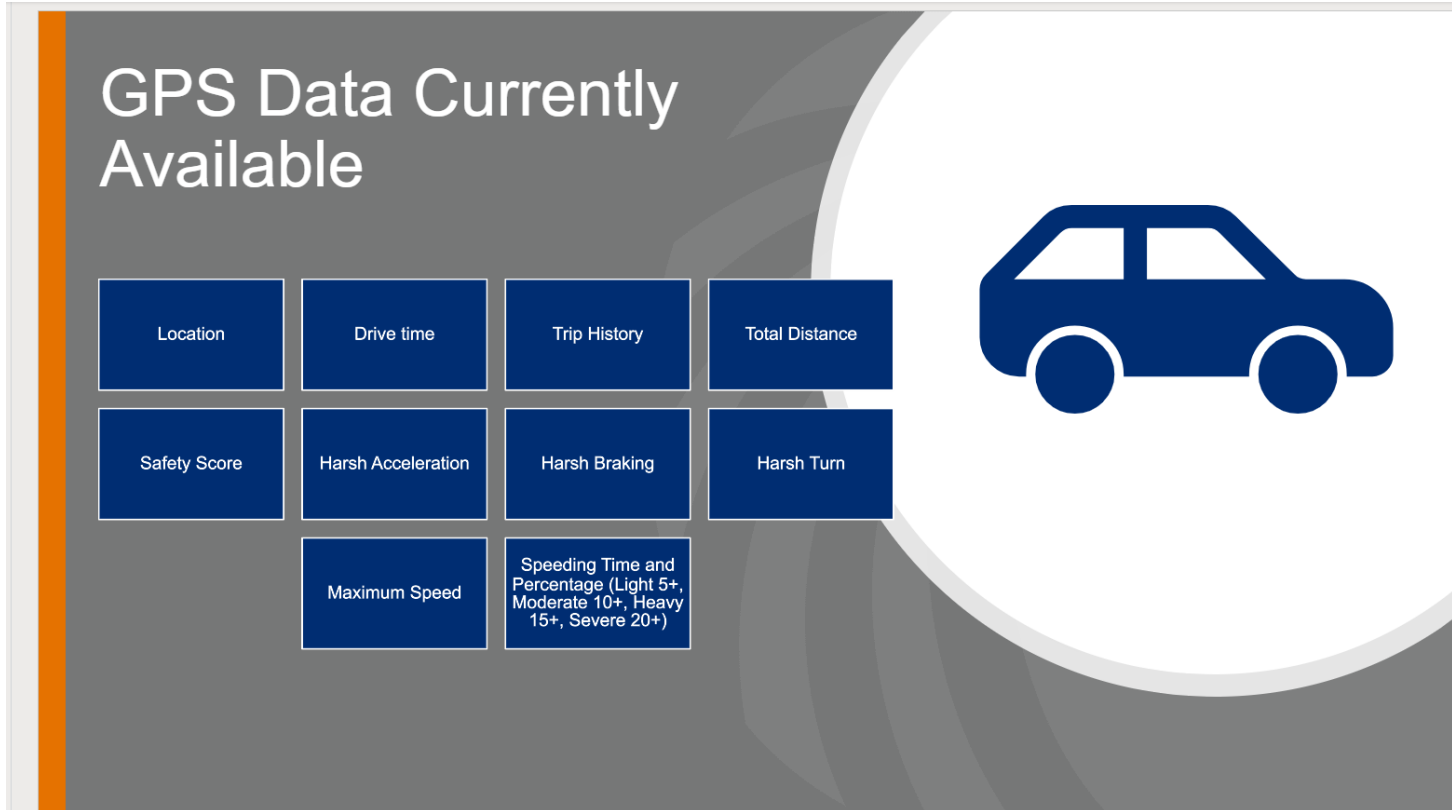 GPS Data Currently
Available
Location
Drive time
Trip History
Total Distance
Safety Score
Harsh Acceleration
Harsh Braking
Harsh Turn
Maximum Speed
Speeding Time and
Percentage (Light 5+,
Moderate 10+, Heavy
15+, Severe 20+)